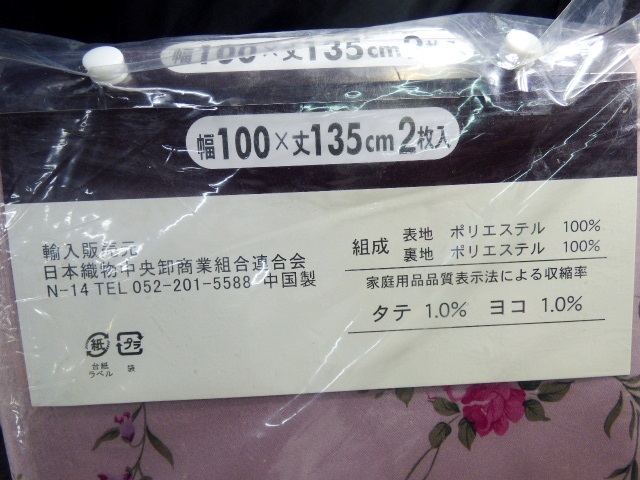 幅100×丈135cm2枚
幅100×丈135cm2枚入
輸入販売元
日本織物中央卸商業組合連合会
N-14 TEL 052-201-5588 中国製
紙 プラ
台紙 袋
ラベル
組成 表地 ポリエステル 100%
裏地 ポリエステル 100%
家庭用品品質表示法による収縮率
タテ 1.0% ヨコ 1.0%